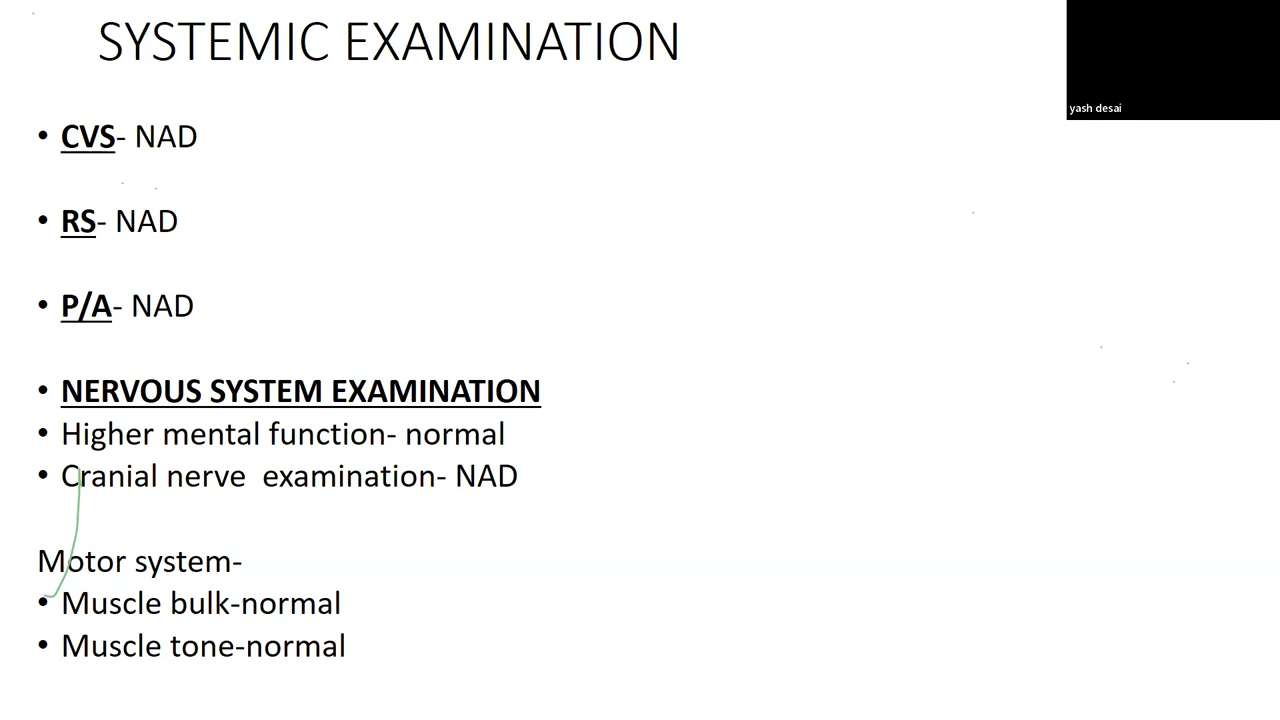 SYSTEMIC EXAMINATION
yash desai
• CVS- NAD
• RS- NAD
• P/A- NAD
• NERVOUS SYSTEM EXAMINATION
• Higher mental function- normal
• Cranial nerve  examination- NAD
Motor system-
• Muscle bulk-normal
• Muscle tone-normal